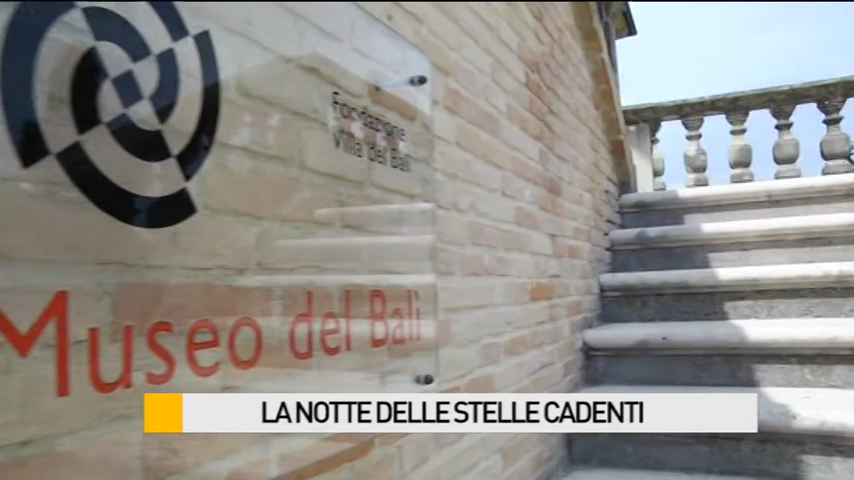 Fondazione
Villa del Balì
Museo del Balì
LA NOTTE DELLE STELLE CADENTI